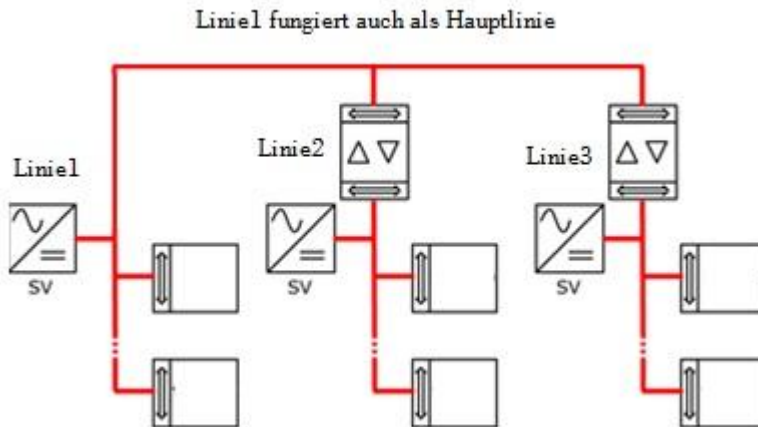 Linie1 fungiert auch als Hauptlinie
Linie1
Linie2
Linie3
SV
SV
SV